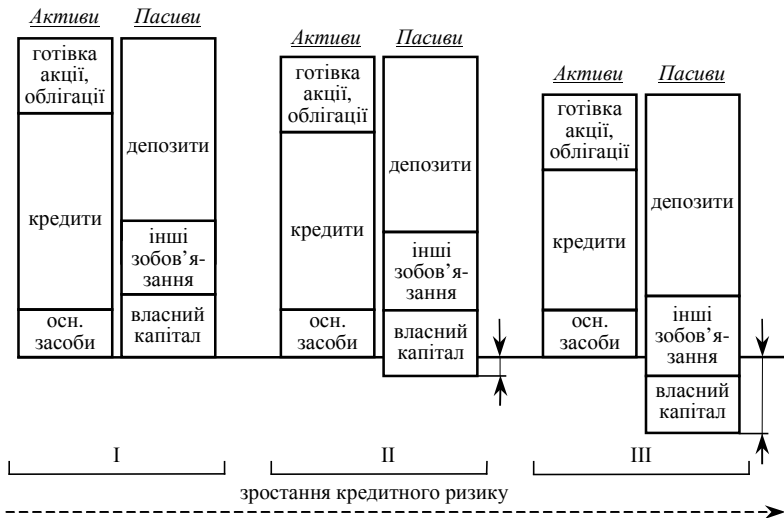 Активи Пасиви
готівка
акції,
облігації
кредити
осн.
засоби
депозити
інші
зобов’я-
зання
власний
капітал
Активи Пасиви
готівка
акції,
облігації
кредити
осн.
засоби
депозити
інші
зобов’я-
зання
власний
капітал
Активи Пасиви
готівка
акції,
облігації
кредити
осн.
засоби
депозити
інші
зобов’я-
зання
власний
капітал
I II III
зростання кредитного ризику